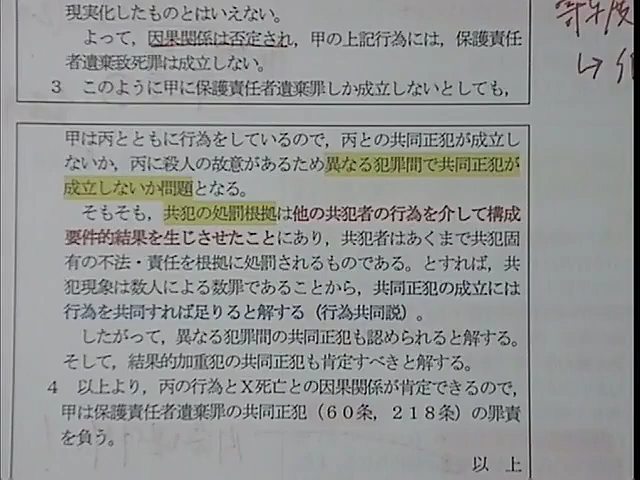 現実化したものとはいえない。
よって，因果関係は否定され，甲の上記行為には，保護責任
者遺棄致死罪は成立しない。
3　このように甲に保護責任者遺棄罪しか成立しないとしても，
甲は丙とともに行為をしているので，丙との共同正犯が成立し
ないか，丙に殺人の故意があるため異なる犯罪間で共同正犯が
成立しないか問題となる。
そもそも，共犯の処罰根拠は他の共犯者の行為を介して構成
要件的結果を生じさせたことにあり，共犯者はあくまで共犯固
有の不法・責任を根拠に処罰されるものである。とすれば，共
犯現象は数人による数罪であることから，共同正犯の成立には
行為を共同すれば足りると解する（行為共同説）。
したがって，異なる犯罪間の共同正犯も認められると解する。
そして，結果的加重犯の共同正犯も肯定すべきと解する。
4　以上より，丙の行為とX死亡との因果関係が肯定できるので，
甲は保護責任者遺棄罪の共同正犯（60条，218条）の罪責
を負う。
以　上